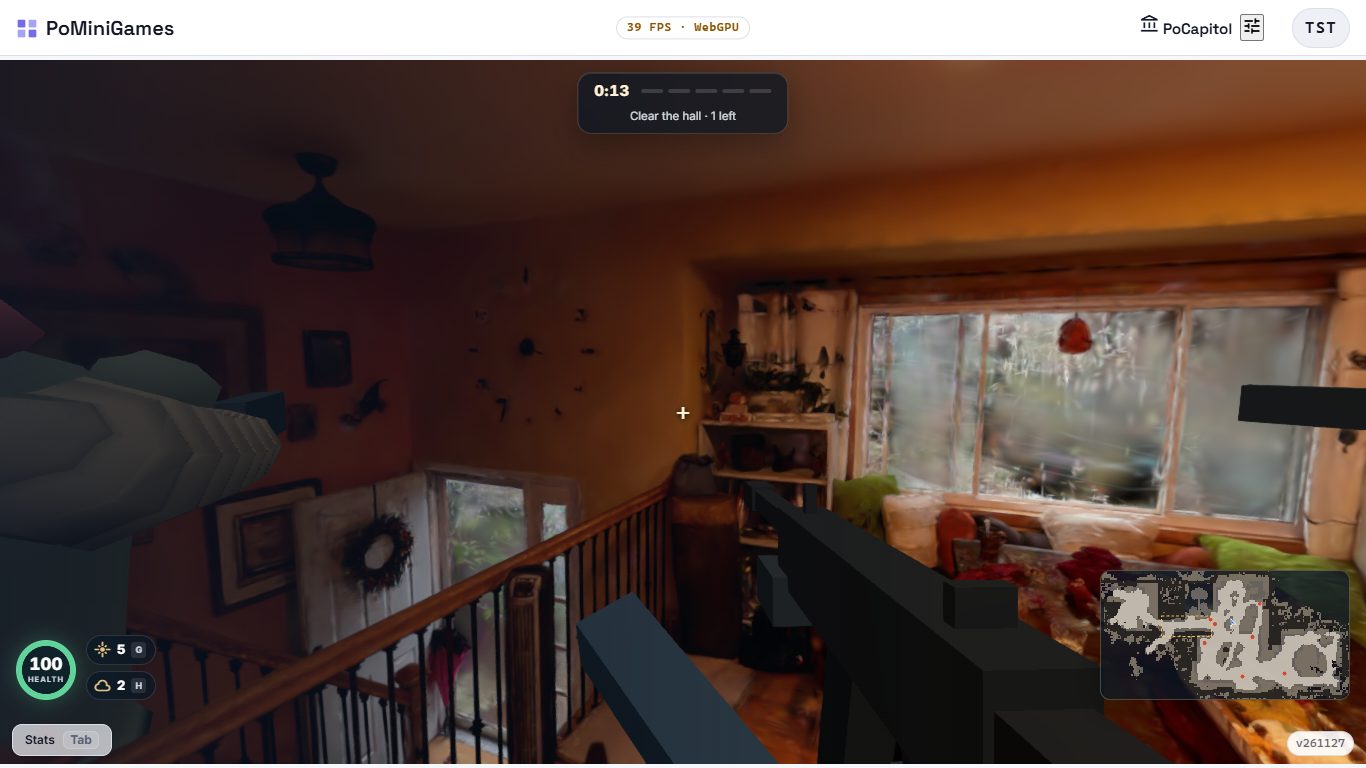 PoMiniGames
39 FPS · WebGPU
PoCapitol
TST
0:13
Clear the hall · 1 left
100
HEALTH
5 G
2 H
Stats Tab
v261127